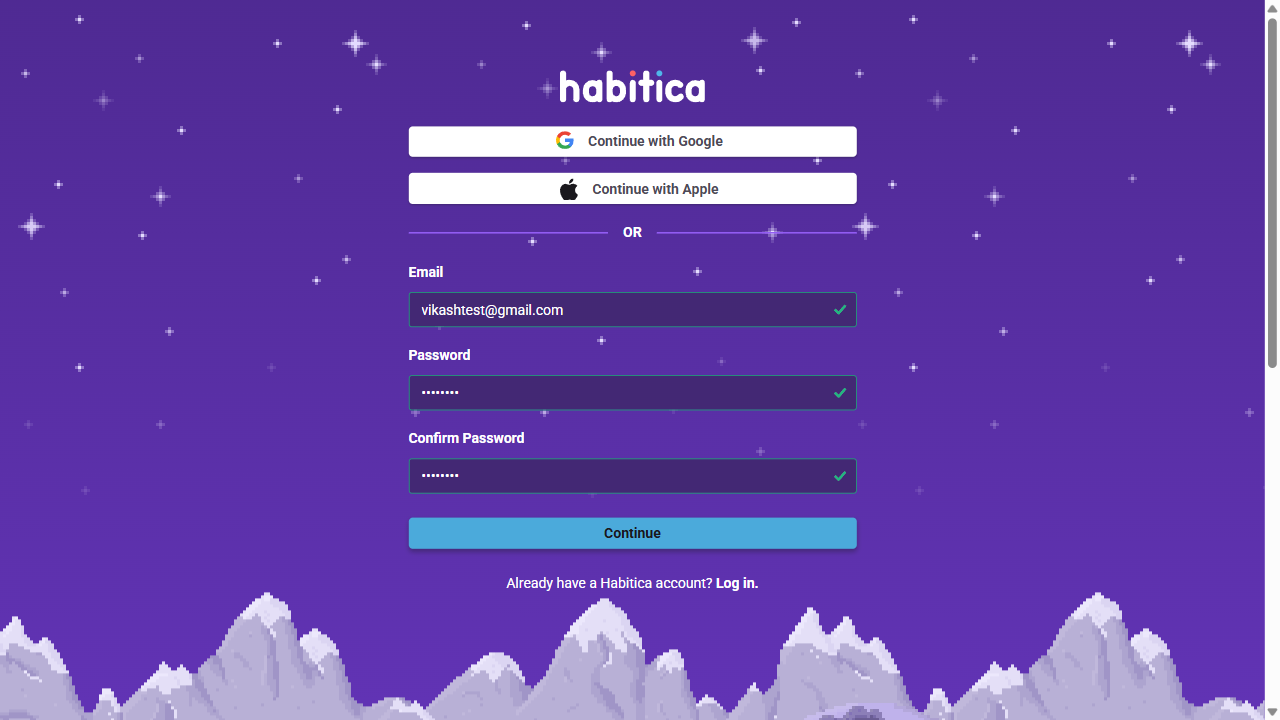 habitica
Continue with Google
Continue with Apple
OR
Email
vikashtest@gmail.com
Password
••••••••
Confirm Password
••••••••
Continue
Already have a Habitica account? Log in.